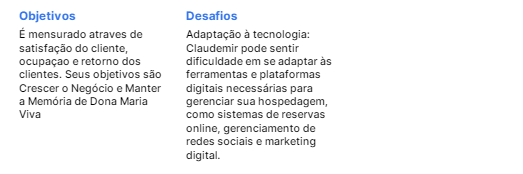 Objetivos
É mensurado atraves de
satisfação do cliente,
ocupaçao e retorno dos
clientes. Seus objetivos são
Crescer o Negócio e Manter
a Memória de Dona Maria
Viva
Desafios
Adaptação à tecnologia:
Claudemir pode sentir
dificuldade em se adaptar às
ferramentas e plataformas
digitais necessárias para
gerenciar sua hospedagem,
como sistemas de reservas
online, gerenciamento de
redes sociais e marketing
digital.